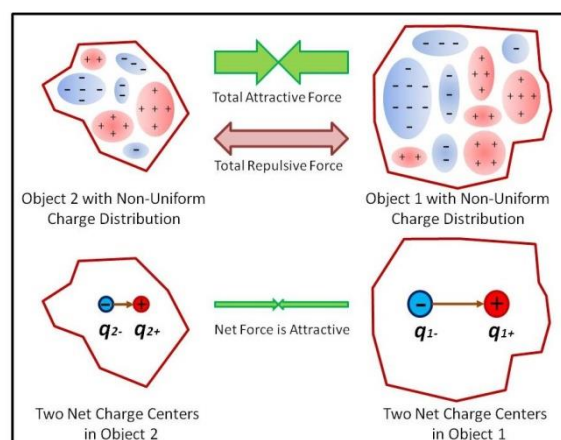 Total Attractive Force
Total Repulsive Force
Object 2 with Non-Uniform
Charge Distribution
Object 1 with Non-Uniform
Charge Distribution
q2-
q2+
Net Force is Attractive
q1-
q1+
Two Net Charge Centers
in Object 2
Two Net Charge Centers
in Object 1